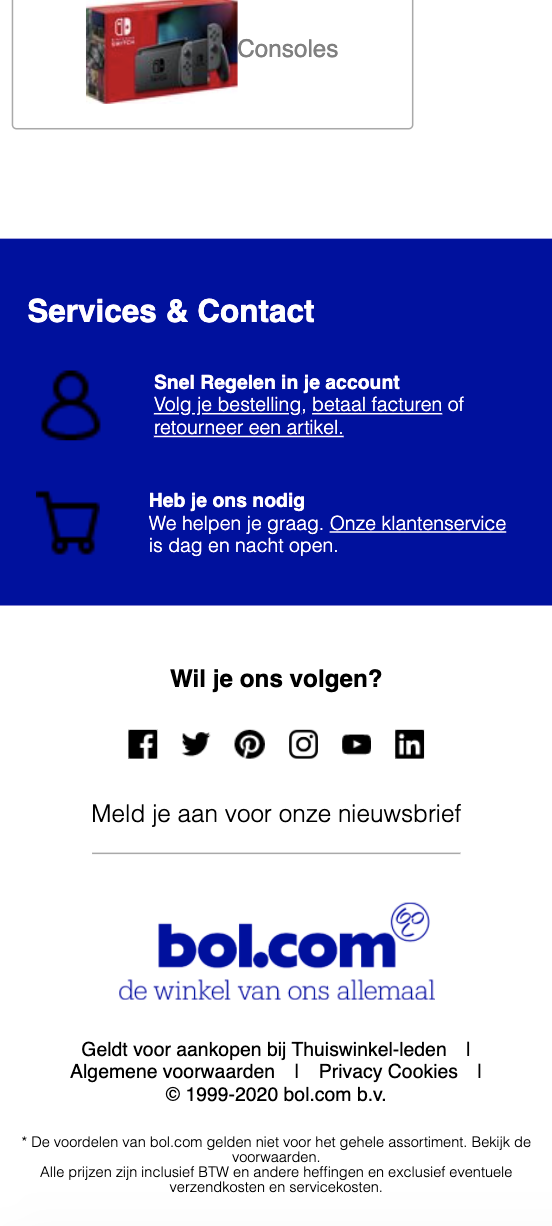 SWITCH
Consoles
Services & Contact
Snel Regelen in je account
Volg je bestelling, betaal facturen of
retourneer een artikel.
Heb je ons nodig
We helpen je graag. Onze klantenservice
is dag en nacht open.
Wil je ons volgen?
Meld je aan voor onze nieuwsbrief
bol.com
de winkel van ons allemaal
Geldt voor aankopen bij Thuiswinkel-leden I
Algemene voorwaarden I Privacy Cookies I
© 1999-2020 bol.com b.v.
* De voordelen van bol.com gelden niet voor het gehele assortiment. Bekijk de
voorwaarden.
Alle prijzen zijn inclusief BTW en andere heffingen en exclusief eventuele
verzendkosten en servicekosten.